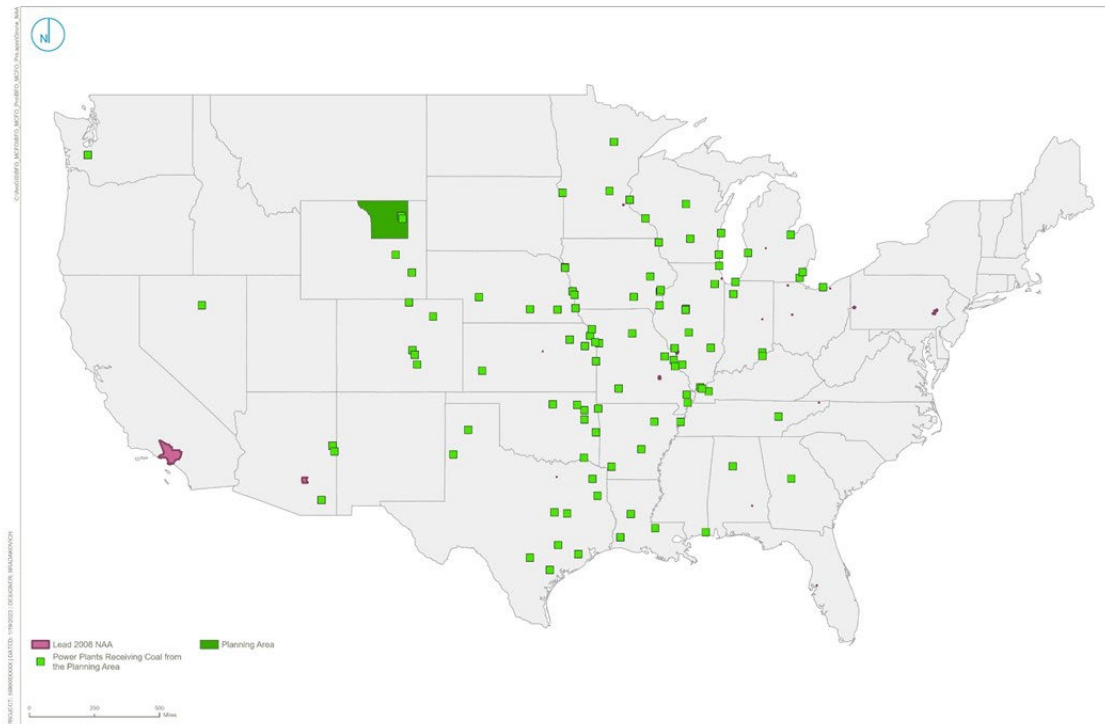 N
Lead 2008 NAA
Planning Area
Power Plants Receiving Coal from
the Planning Area
0 250 500
Miles